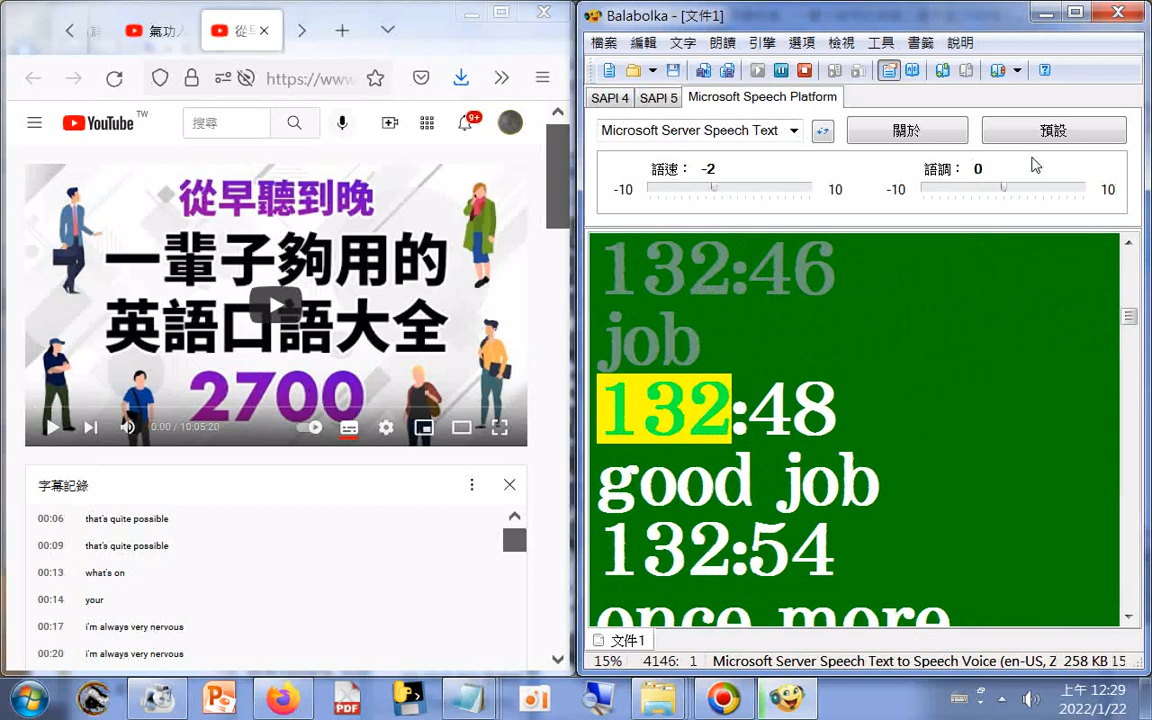 氣功
從
https://www
YouTube TW
搜尋
9+
從早聽到晚
一輩子夠用的
英語口語大全
2700
0:00 / 10:05:20
字幕記錄
00:06 that's quite possible
00:09 that's quite possible
00:13 what's on
00:14 your
00:17 i'm always very nervous
00:20 i'm always very nervous
Balabolka - [文件1]
檔案 編輯 文字 朗讀 引擎 選項 檢視 工具 書籤 說明
SAPI 4 SAPI 5 Microsoft Speech Platform
Microsoft Server Speech Text 關於 預設
語速： -2 語調： 0
-10 10 -10 10
132:46
job
132:48
good job
132:54
once more
文件1
15% 4146: 1 Microsoft Server Speech Text to Speech Voice (en-US, Z 258 KB 15
PDF
上午 12:29
2022/1/22